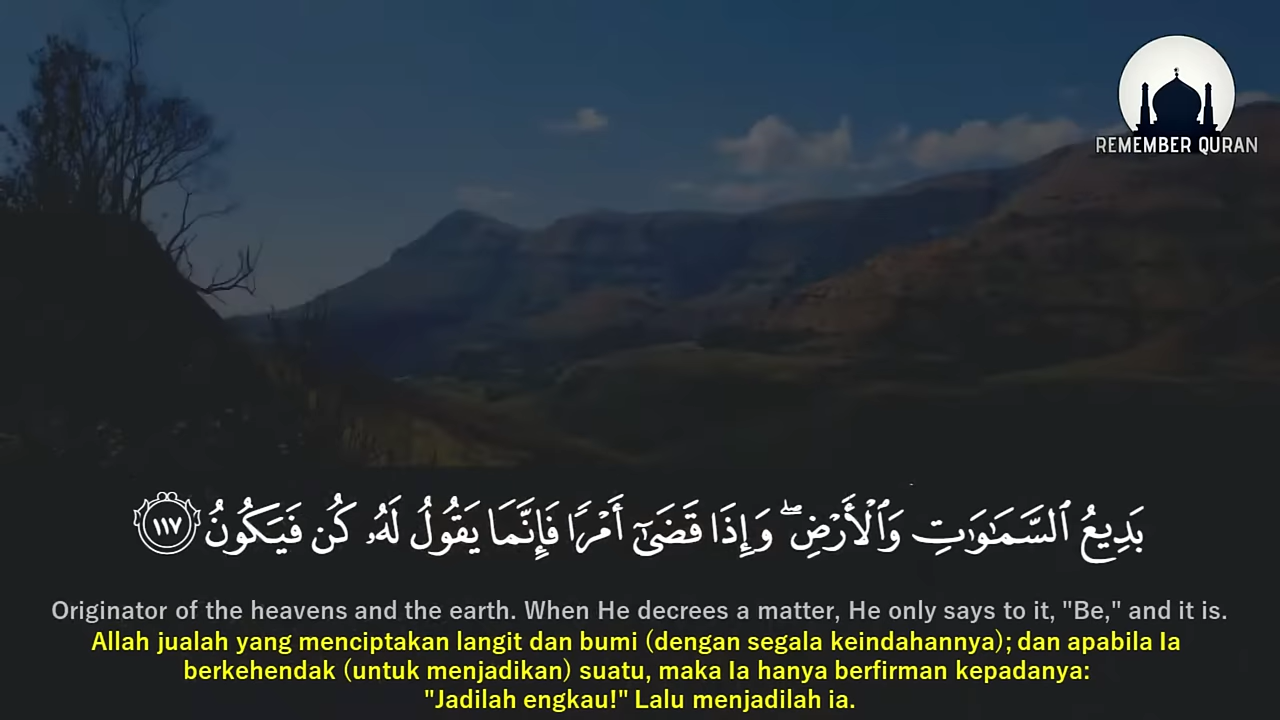 REMEMBER QURAN
بَدِيعُ ٱلسَّمَـٰوَٰتِ وَٱلْأَرْضِ ۖ وَإِذَا قَضَىٰٓ أَمْرًا فَإِنَّمَا يَقُولُ لَهُۥ كُن فَيَكُونُ ١١٧
Originator of the heavens and the earth. When He decrees a matter, He only says to it, "Be," and it is.
Allah jualah yang menciptakan langit dan bumi (dengan segala keindahannya); dan apabila Ia
berkehendak (untuk menjadikan) suatu, maka Ia hanya berfirman kepadanya:
"Jadilah engkau!" Lalu menjadilah ia.